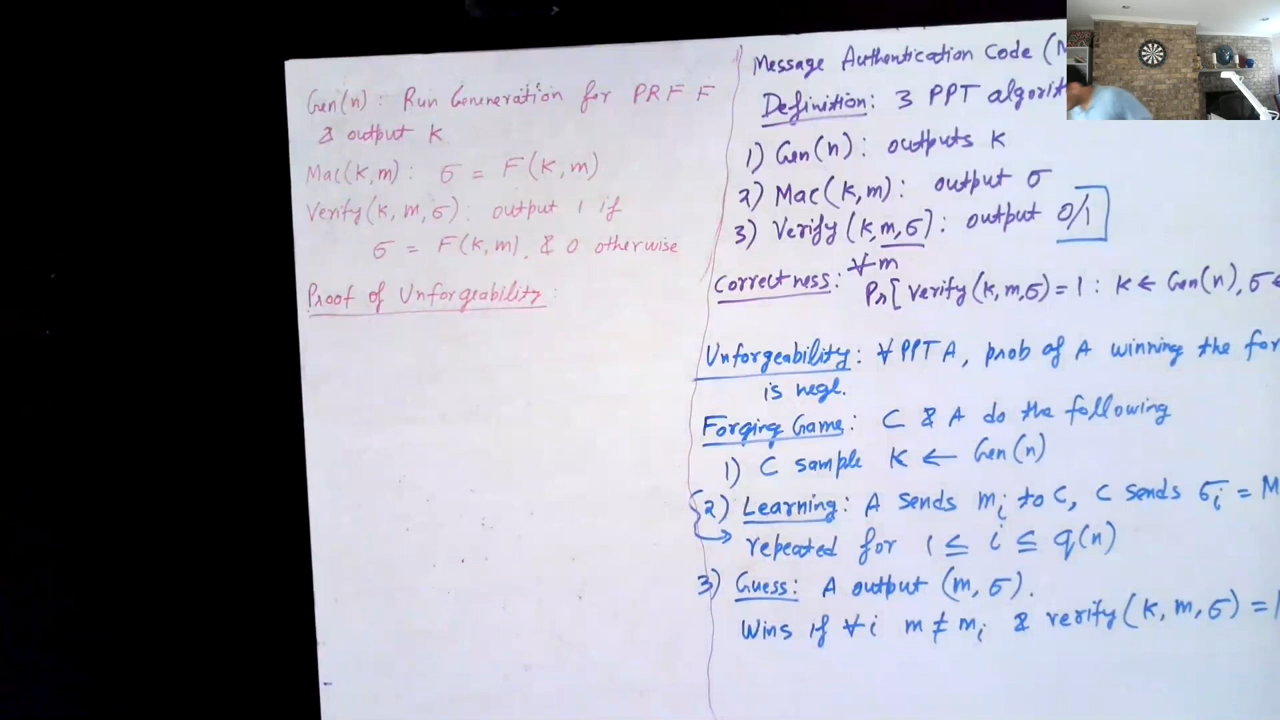 Gen(n): Run Geneneration for PRF F
& output K
Mac(K,m): σ = F(K,m)
Verify(K,m,σ): output 1 if
σ = F(K,m) & 0 otherwise
Proof of Unforgeability:
Message Authentication Code (M
Definition: 3 PPT algorit
1) Gen(n): outputs K
2) Mac(K,m): output σ
3) Verify(K,m,σ): output 0/1
Correctness: ∀m
Pr[verify(K,m,σ)=1 : K← Gen(n), σ←
Unforgeability: ∀PPT A, prob of A winning the for
is negl.
Forging Game: C & A do the following
1) C sample K ← Gen(n)
2) Learning: A sends mᵢ to C, C sends σᵢ = M
repeated for 1 ≤ i ≤ q(n)
3) Guess: A output (m,σ).
Wins if ∀i m ≠ mᵢ & verify(K,m,σ) = 1